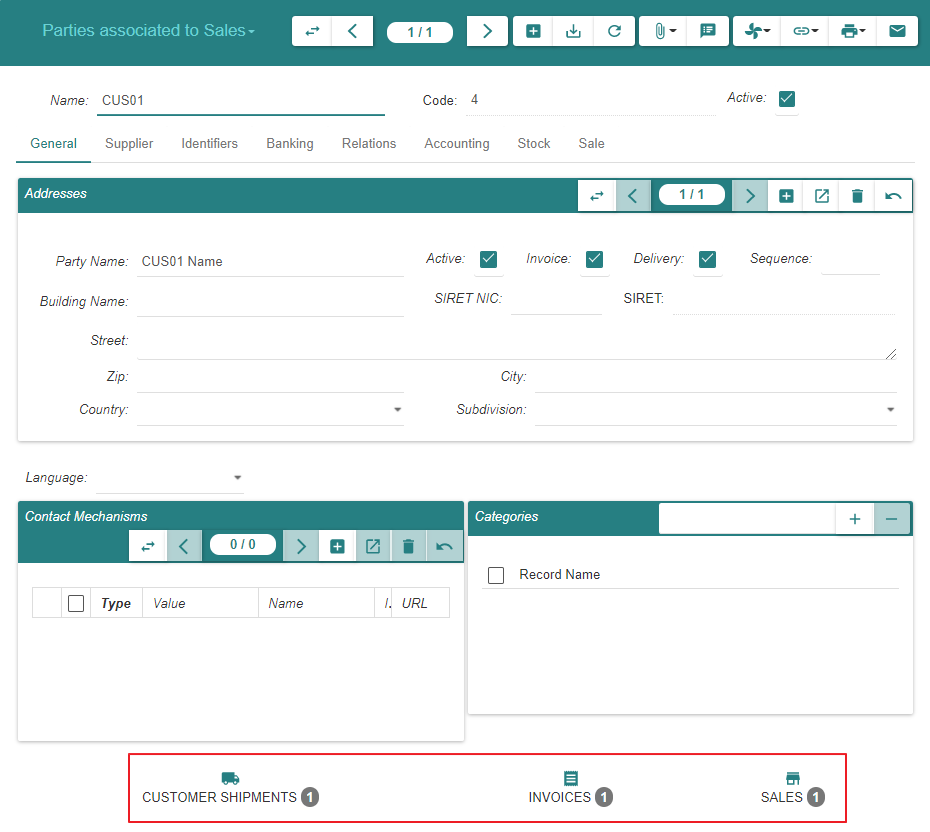 Parties associated to Sales
1 / 1
Name: CUS01 Code: 4 Active:
General Supplier Identifiers Banking Relations Accounting Stock Sale
Addresses 1 / 1
Party Name: CUS01 Name Active: Invoice: Delivery: Sequence:
Building Name: SIRET NIC: SIRET:
Street:
Zip: City:
Country: Subdivision:
Language:
Contact Mechanisms
0 / 0
Type Value Name URL
Categories
Record Name
CUSTOMER SHIPMENTS 1 INVOICES 1 SALES 1